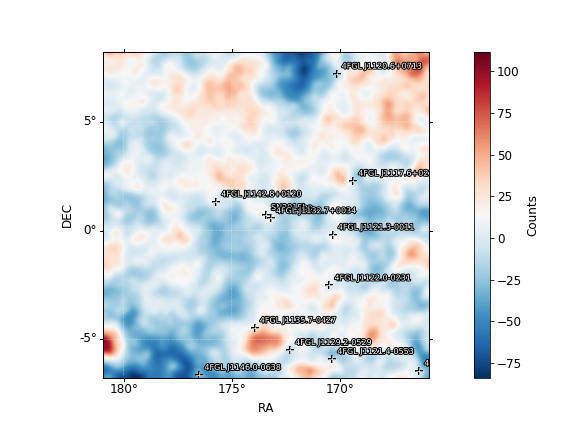 4FGL J1120.6+0713
100
75
50
25
0
−25
−50
−75
Counts
5°
0°
-5°
DEC
4FGL J1117.6+02
4FGL J1142.8+0120
4FGL J1132.7+0034
4FGL J1121.3-0011
4FGL J1122.0-0231
4FGL J1135.7-0427
4FGL J1129.2-0529
4FGL J1121.4-0553
4FGL J1146.0-0638
4
180°
175°
170°
RA